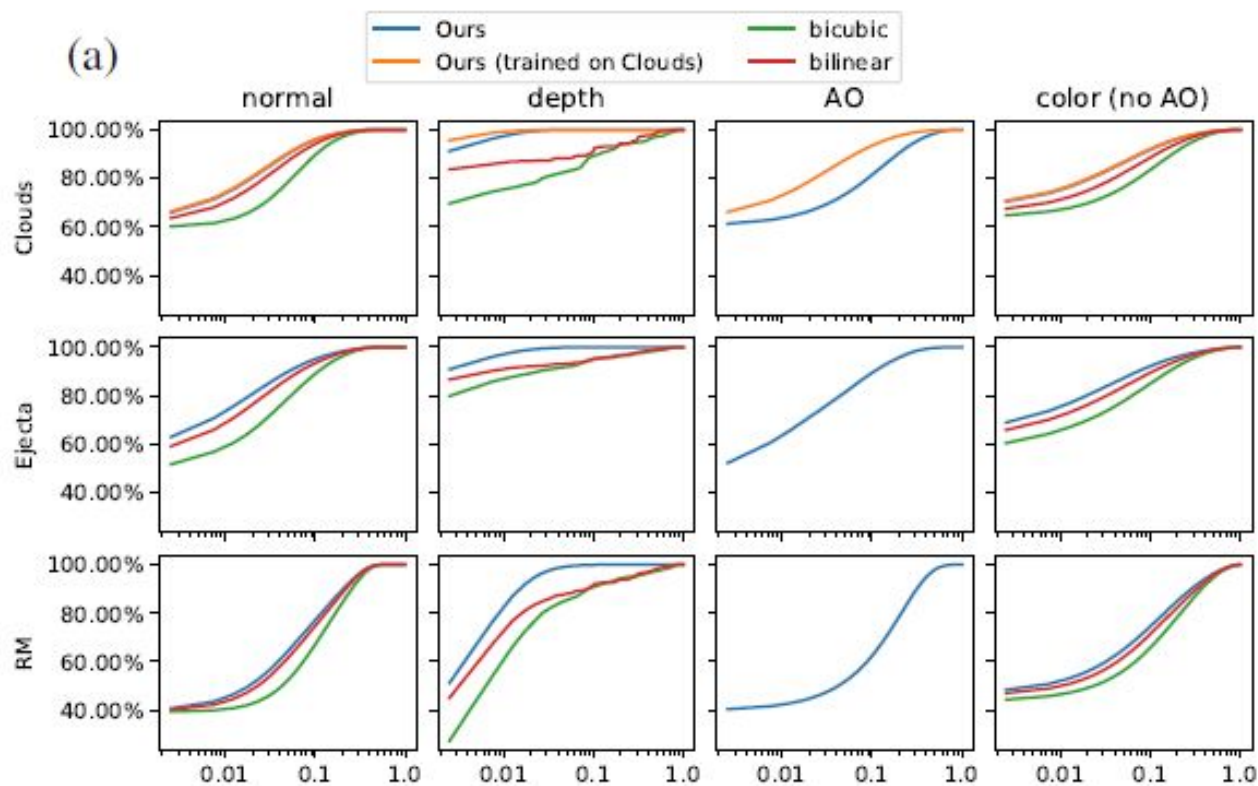 (a)
Ours bicubic
Ours (trained on Clouds) bilinear
normal depth AO color (no AO)
100.00%
80.00%
60.00%
40.00%
Clouds
100.00%
80.00%
60.00%
40.00%
Ejecta
100.00%
80.00%
60.00%
40.00%
RM
0.01 0.1 1.0 0.01 0.1 1.0 0.01 0.1 1.0 0.01 0.1 1.0